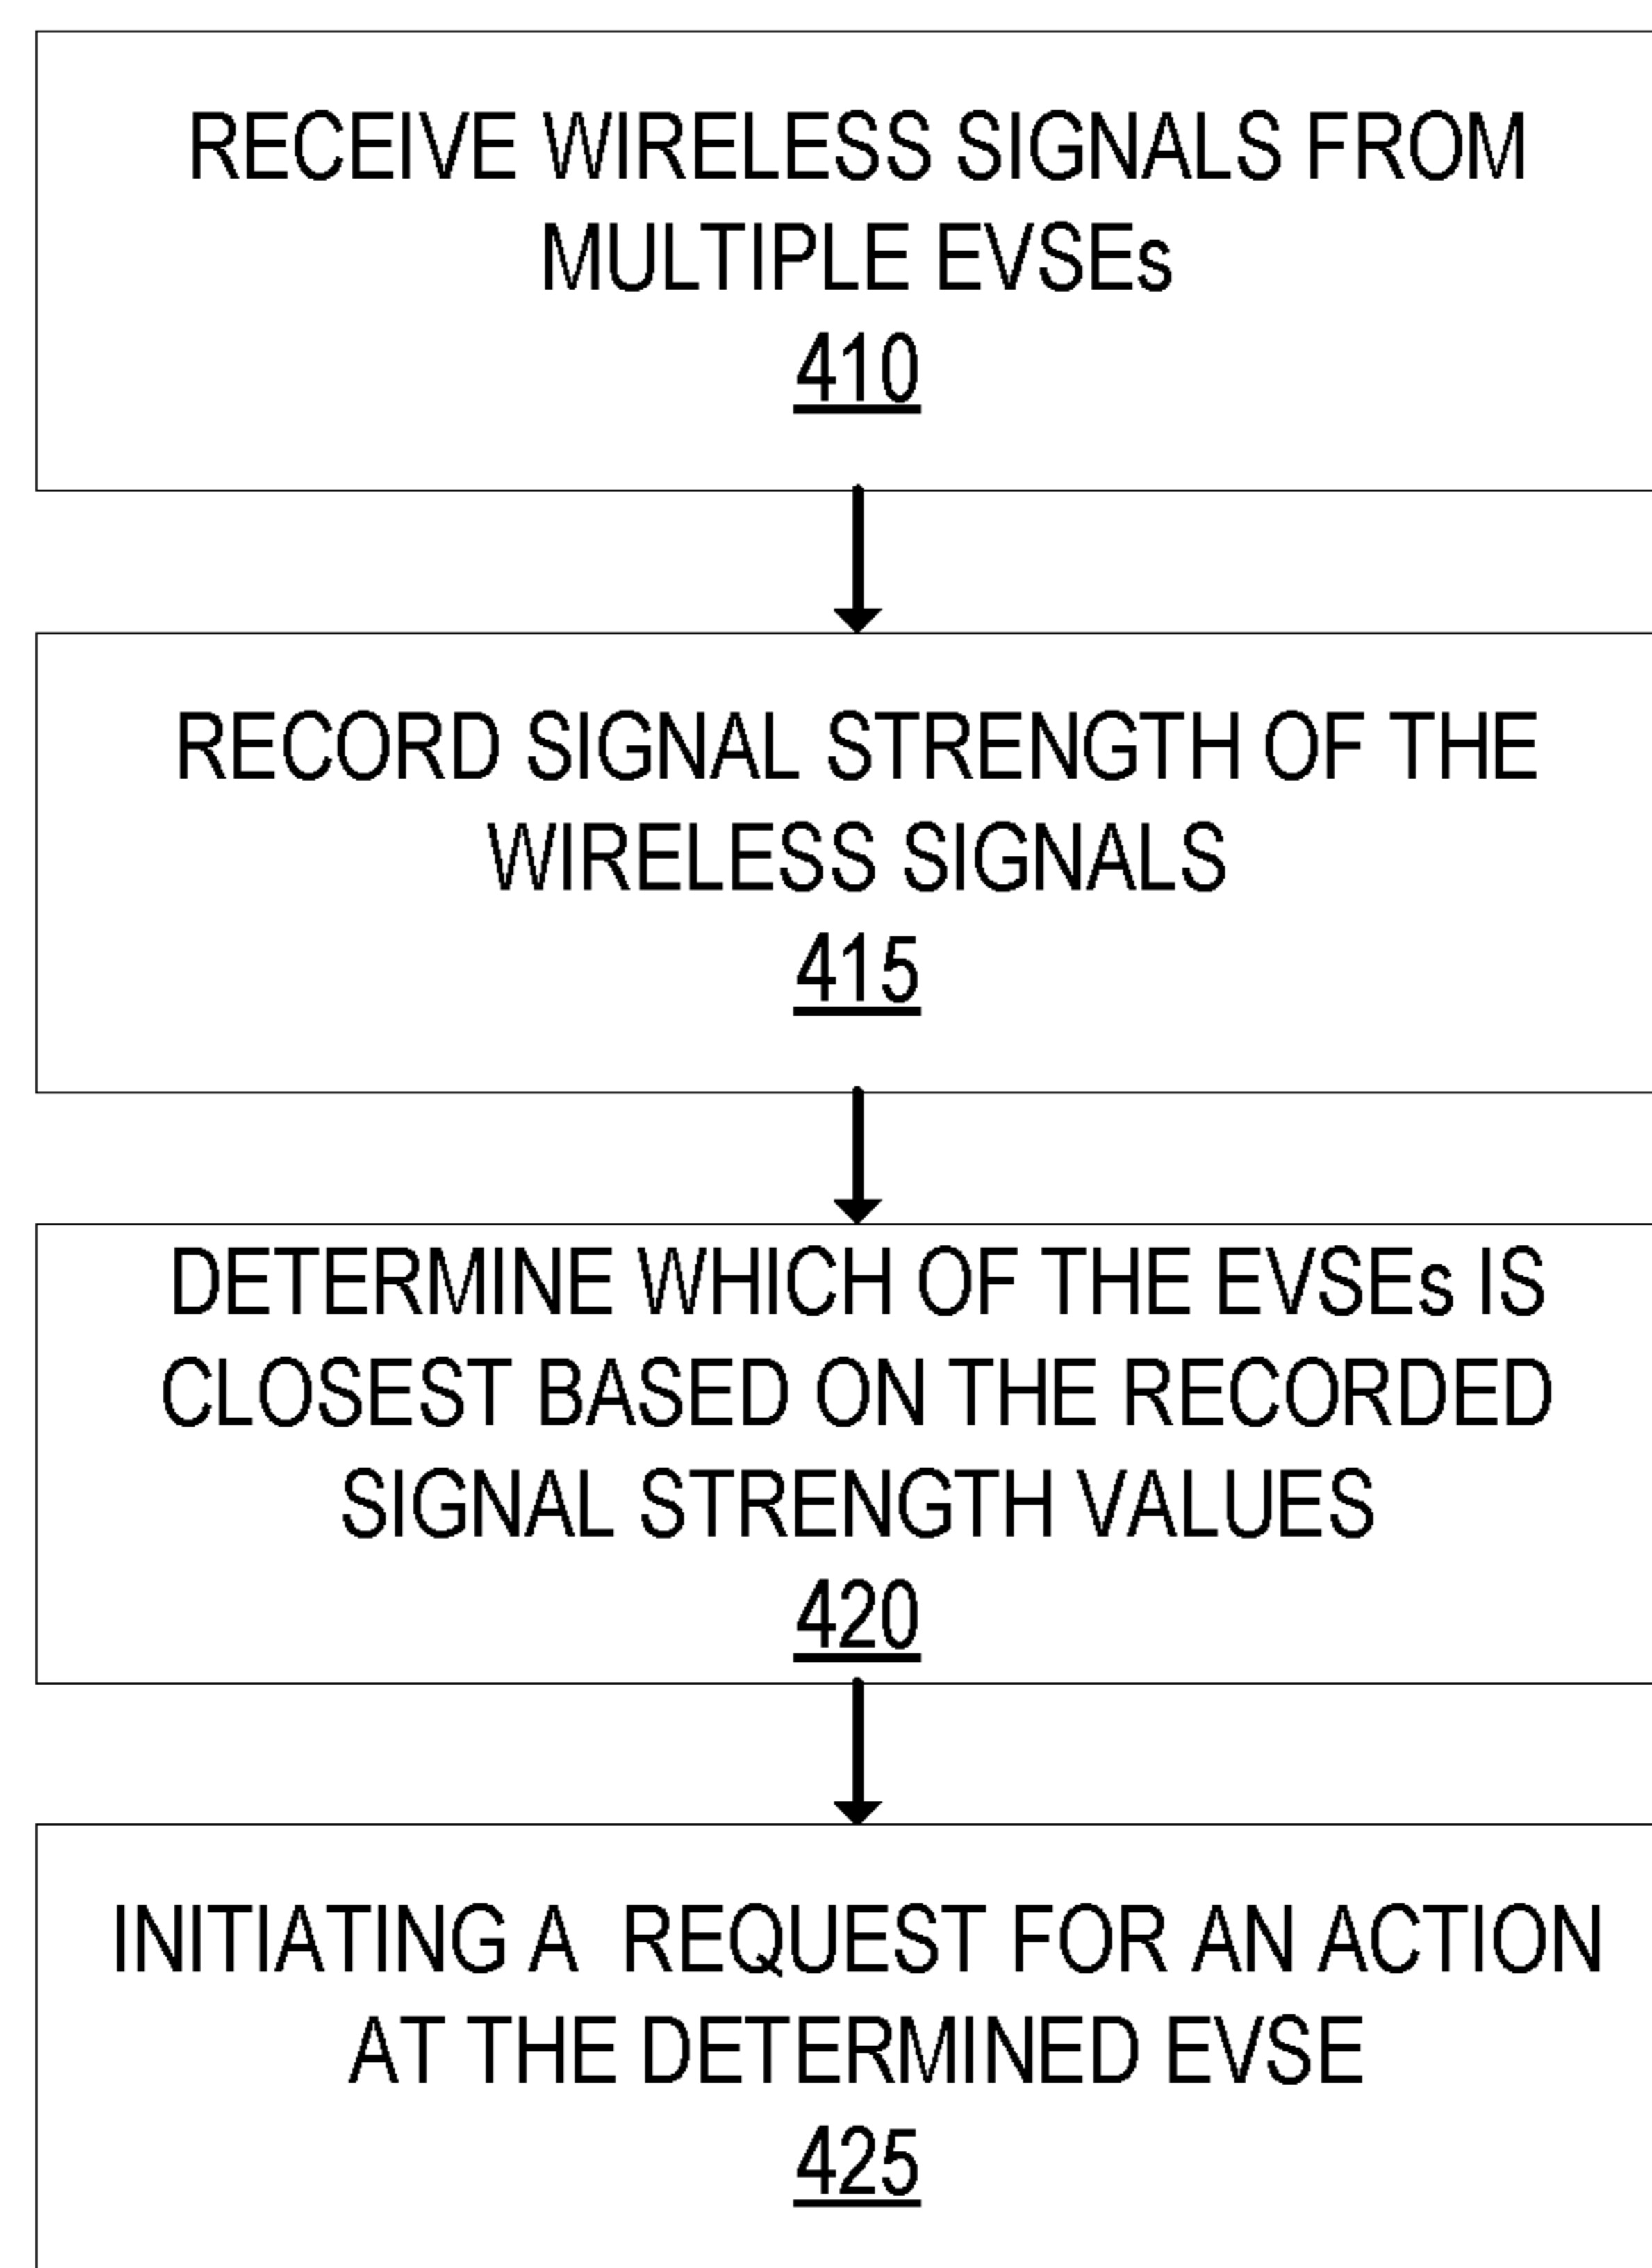 RECEIVE WIRELESS SIGNALS FROM
MULTIPLE EVSEs
410
RECORD SIGNAL STRENGTH OF THE
WIRELESS SIGNALS
415
DETERMINE WHICH OF THE EVSEs IS
CLOSEST BASED ON THE RECORDED
SIGNAL STRENGTH VALUES
420
INITIATING A REQUEST FOR AN ACTION
AT THE DETERMINED EVSE
425